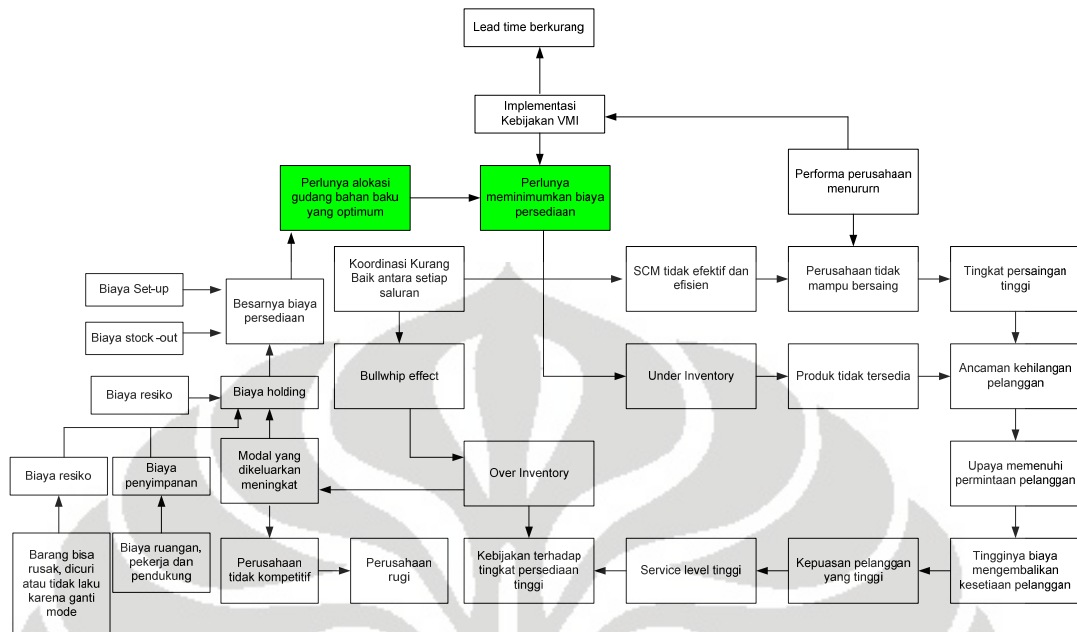 Lead time berkurang
Implementasi
Kebijakan VMI
Perlunya alokasi
gudang bahan baku
yang optimum
Perlunya
meminimumkan biaya
persediaan
Performa perusahaan
menururn
Biaya Set-up
Biaya stock-out
Besarnya biaya
persediaan
Koordinasi Kurang
Baik antara setiap
saluran
SCM tidak efektif dan
efisien
Perusahaan tidak
mampu bersaing
Tingkat persaingan
tinggi
Biaya resiko
Biaya holding
Bullwhip effect
Under Inventory
Produk tidak tersedia
Ancaman kehilangan
pelanggan
Biaya resiko
Biaya
penyimpanan
Modal yang
dikeluarkan
meningkat
Over Inventory
Upaya memenuhi
permintaan pelanggan
Barang bisa
rusak, dicuri
atau tidak laku
karena ganti
mode
Biaya ruangan,
pekerja dan
pendukung
Perusahaan
tidak kompetitif
Perusahaan
rugi
Kebijakan terhadap
tingkat persediaan
tinggi
Service level tinggi
Kepuasan pelanggan
yang tinggi
Tingginya biaya
mengembalikan
kesetiaan pelanggan